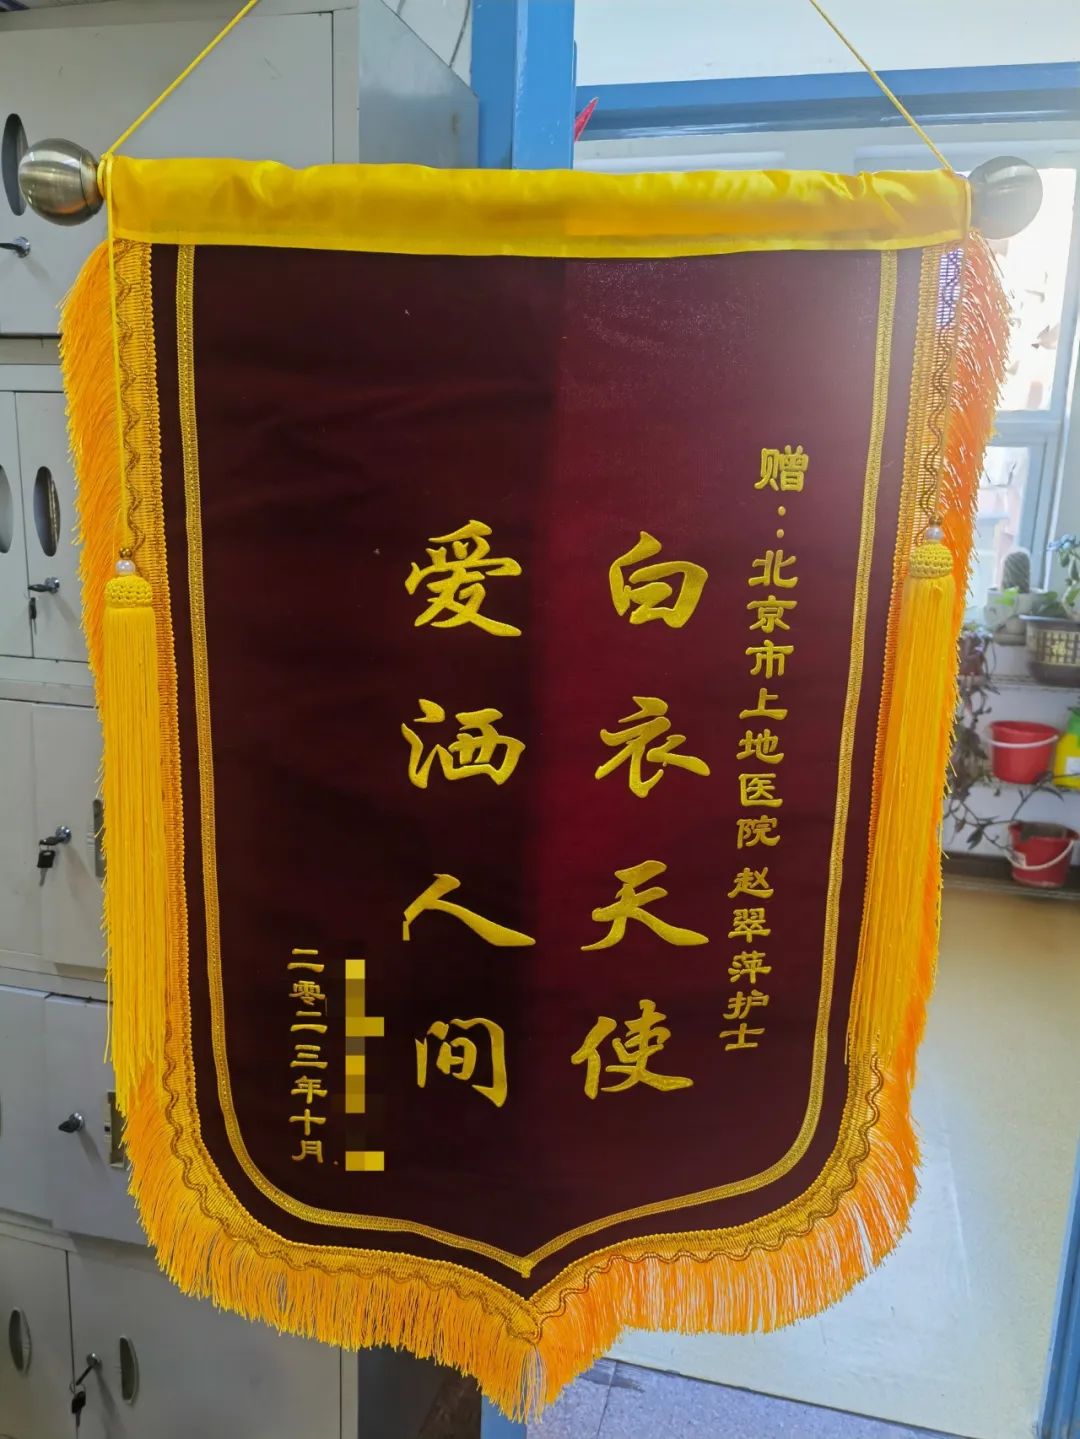 赠：北京市上地医院 赵翠萍护士
白衣天使
爱洒人间
二零二三年十月